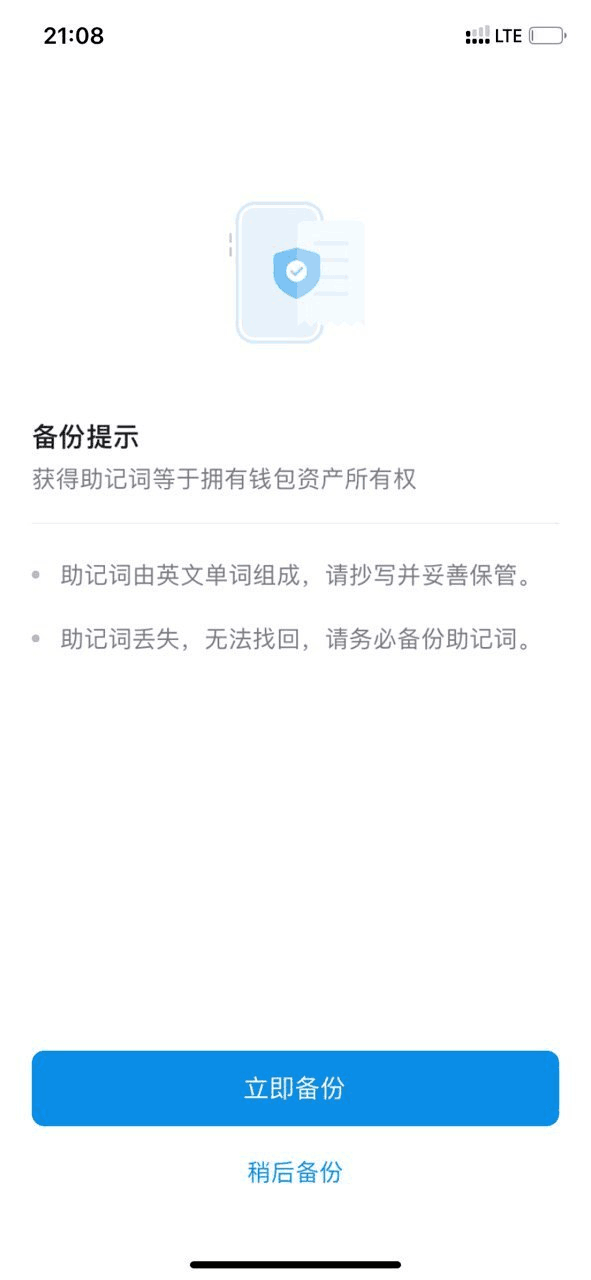 21:08
LTE
备份提示
获得助记词等于拥有钱包资产所有权
助记词由英文单词组成，请抄写并妥善保管。
助记词丢失，无法找回，请务必备份助记词。
立即备份
稍后备份